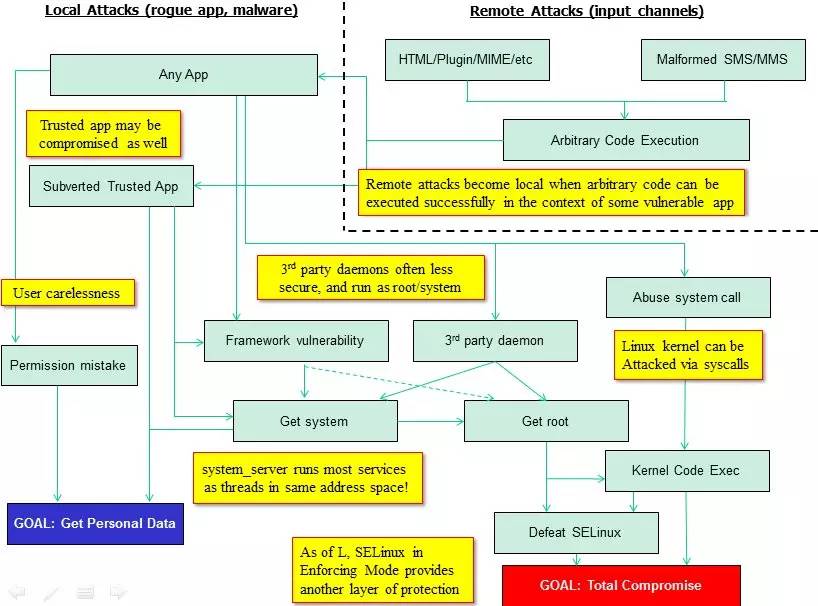 Local Attacks (rogue app, malware)
Remote Attacks (input channels)
Any App
HTML/Plugin/MIME/etc
Malformed SMS/MMS
Trusted app may be
compromised as well
Arbitrary Code Execution
Subverted Trusted App
Remote attacks become local when arbitrary code can be
executed successfully in the context of some vulnerable app
User carelessness
3rd party daemons often less
secure, and run as root/system
Abuse system call
Framework vulnerability
3rd party daemon
Linux kernel can be
Attacked via syscalls
Permission mistake
Get system
Get root
system_server runs most services
as threads in same address space!
Kernel Code Exec
GOAL: Get Personal Data
Defeat SELinux
As of L, SELinux in
Enforcing Mode provides
another layer of protection
GOAL: Total Compromise